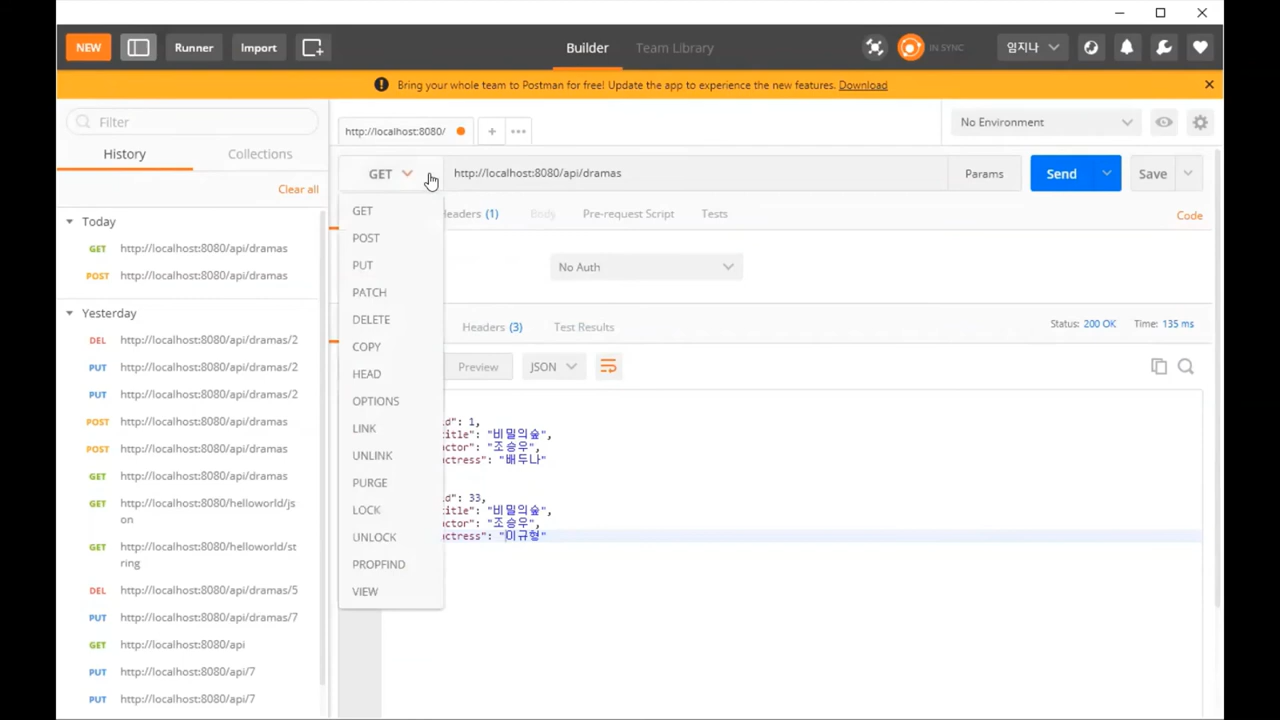 NEW
Runner
Import
Builder
Team Library
IN SYNC
임지나
Bring your whole team to Postman for free! Update the app to experience the new features. Download
Filter
History
Collections
Clear all
Today
GET http://localhost:8080/api/dramas
POST http://localhost:8080/api/dramas
Yesterday
DEL http://localhost:8080/api/dramas/2
PUT http://localhost:8080/api/dramas/2
PUT http://localhost:8080/api/dramas/2
POST http://localhost:8080/api/dramas
POST http://localhost:8080/api/dramas
GET http://localhost:8080/api/dramas
GET http://localhost:8080/helloworld/js
on
GET http://localhost:8080/helloworld/st
ring
DEL http://localhost:8080/api/dramas/5
PUT http://localhost:8080/api/dramas/7
GET http://localhost:8080/api
PUT http://localhost:8080/api/7
PUT http://localhost:8080/api/7
http://localhost:8080/
No Environment
GET
http://localhost:8080/api/dramas
Params
Send
Save
GET
POST
PUT
PATCH
DELETE
COPY
HEAD
OPTIONS
LINK
UNLINK
PURGE
LOCK
UNLOCK
PROPFIND
VIEW
eaders (1)
Body
Pre-request Script
Tests
Code
No Auth
Headers (3)
Test Results
Status: 200 OK
Time: 135 ms
Preview
JSON
d": 1,
itle": "비밀의숲",
ctor": "조승우",
ctress": "배두나"
d": 33,
itle": "비밀의숲",
ctor": "조승우",
ctress": "이규형"